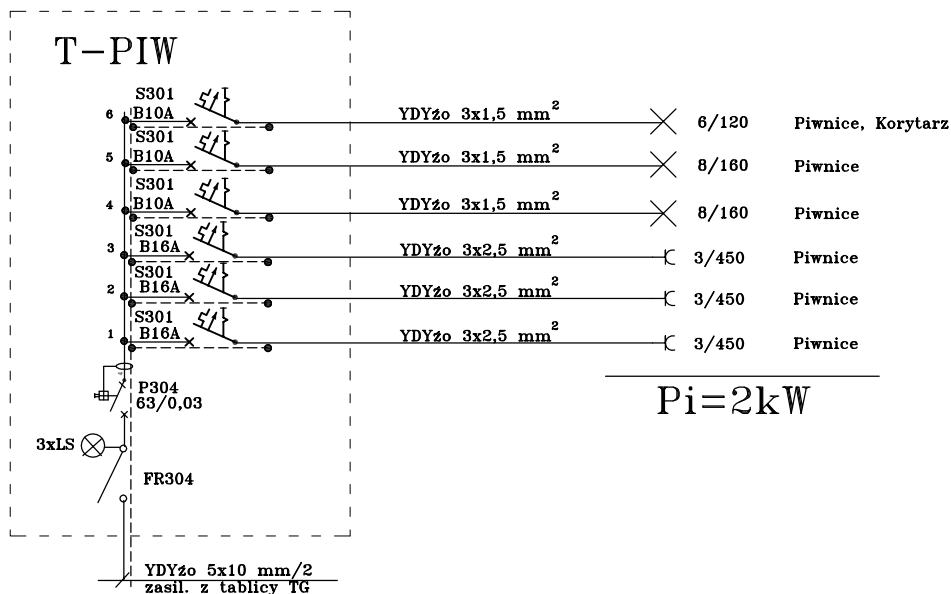 T-PIW
S301
6 B10A YDYżo 3x1,5 mm² 6/120 Piwnice, Korytarz
S301
5 B10A YDYżo 3x1,5 mm² 8/160 Piwnice
S301
4 B10A YDYżo 3x1,5 mm² 8/160 Piwnice
S301
3 B16A YDYżo 3x2,5 mm² 3/450 Piwnice
S301
2 B16A YDYżo 3x2,5 mm² 3/450 Piwnice
S301
1 B16A YDYżo 3x2,5 mm² 3/450 Piwnice
P304
63/0,03
Pi=2kW
3xLS
FR304
YDYżo 5x10 mm/2
zasil. z tablicy TG